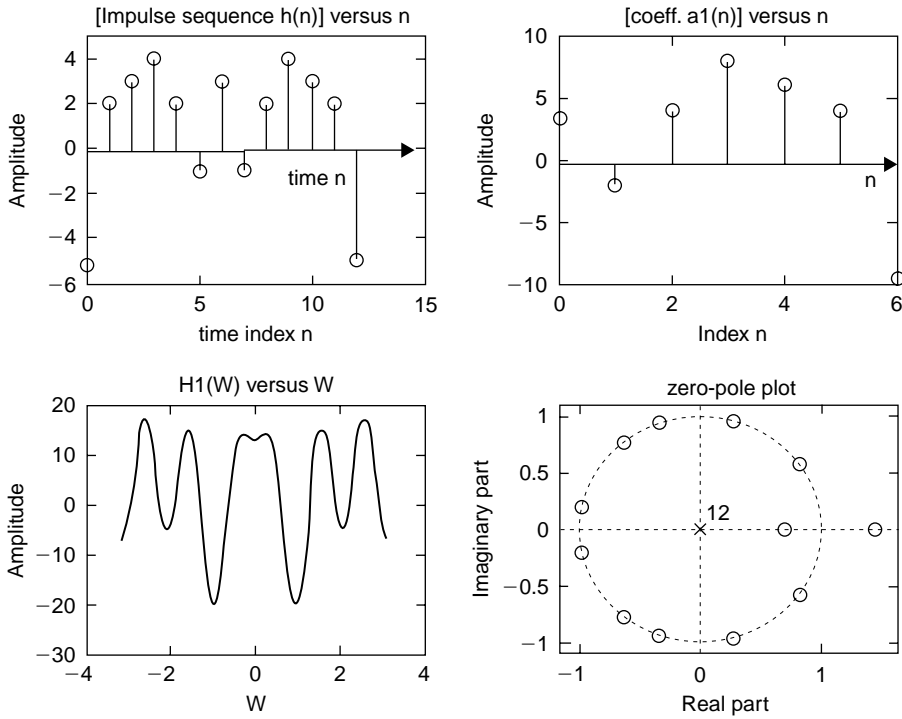 [Impulse sequence h(n)] versus n
4
2
0
−2
−4
−6
Amplitude
time n
0
5
10
15
time index n
[coeff. a1(n)] versus n
10
5
0
−5
−10
Amplitude
n
0
2
4
6
Index n
H1(W) versus W
20
10
0
−10
−20
−30
Amplitude
−4
−2
0
2
4
W
zero-pole plot
1
0.5
0
−0.5
−1
Imaginary part
12
−1
0
1
Real part